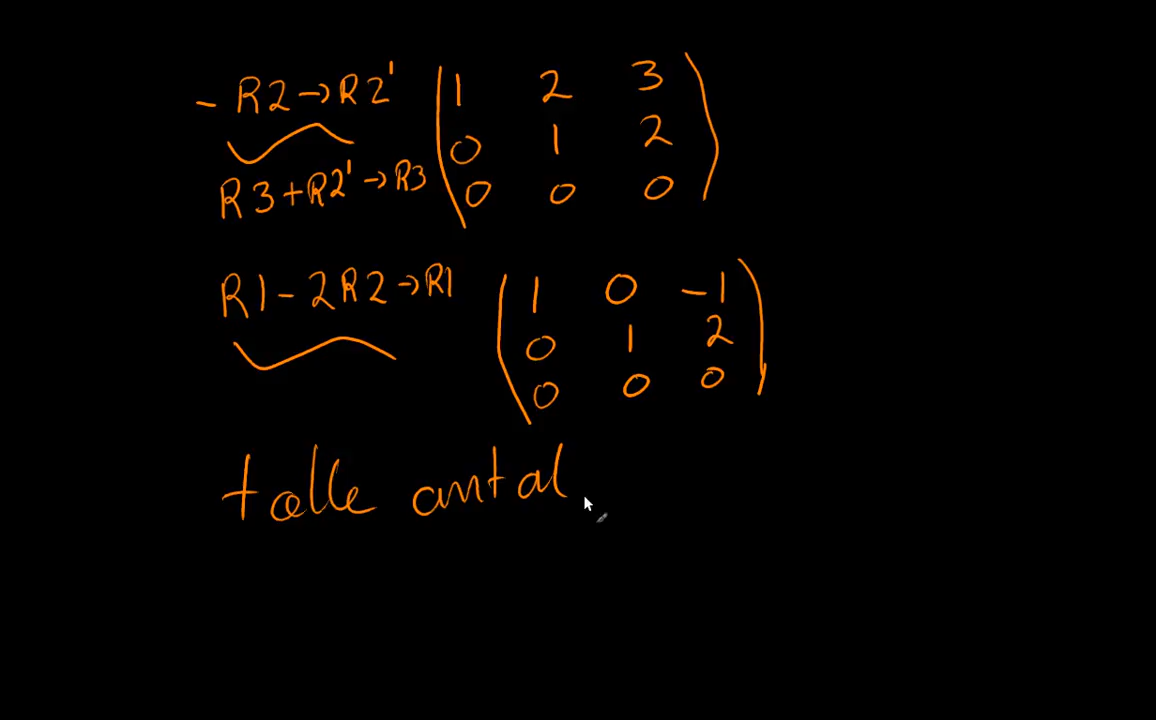 - R2 → R2' ( 1 2 3 )
R3 + R2' → R3 ( 0 1 2 )
( 0 0 0 )
R1 - 2R2 → R1 ( 1 0 -1 )
( 0 1 2 )
( 0 0 0 )
tælle antal